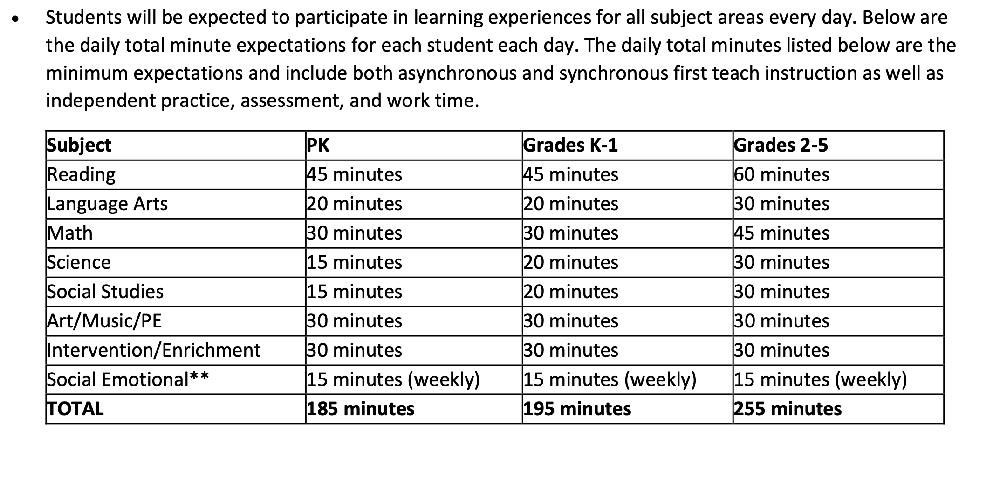 • Students will be expected to participate in learning experiences for all subject areas every day. Below are
the daily total minute expectations for each student each day. The daily total minutes listed below are the
minimum expectations and include both asynchronous and synchronous first teach instruction as well as
independent practice, assessment, and work time.
Subject PK Grades K-1 Grades 2-5
Reading 45 minutes 45 minutes 60 minutes
Language Arts 20 minutes 20 minutes 30 minutes
Math 30 minutes 30 minutes 45 minutes
Science 15 minutes 20 minutes 30 minutes
Social Studies 15 minutes 20 minutes 30 minutes
Art/Music/PE 30 minutes 30 minutes 30 minutes
Intervention/Enrichment 30 minutes 30 minutes 30 minutes
Social Emotional** 15 minutes (weekly) 15 minutes (weekly) 15 minutes (weekly)
TOTAL 185 minutes 195 minutes 255 minutes